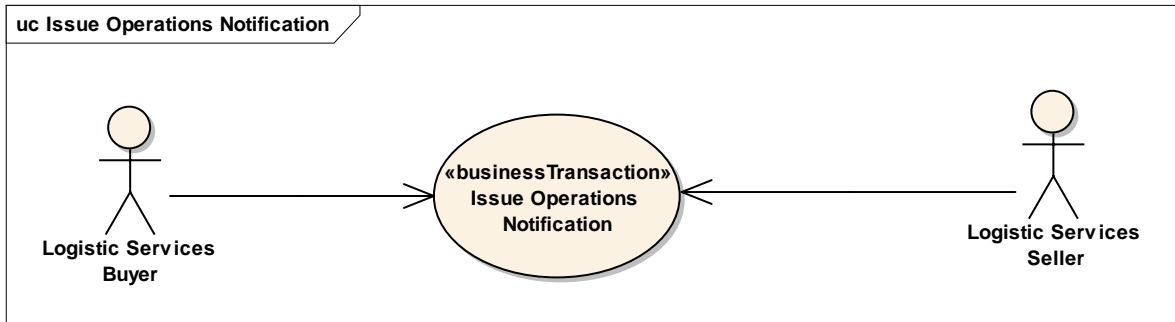 uc Issue Operations Notification
«businessTransaction»
Issue Operations
Notification
Logistic Services
Buyer
Logistic Services
Seller